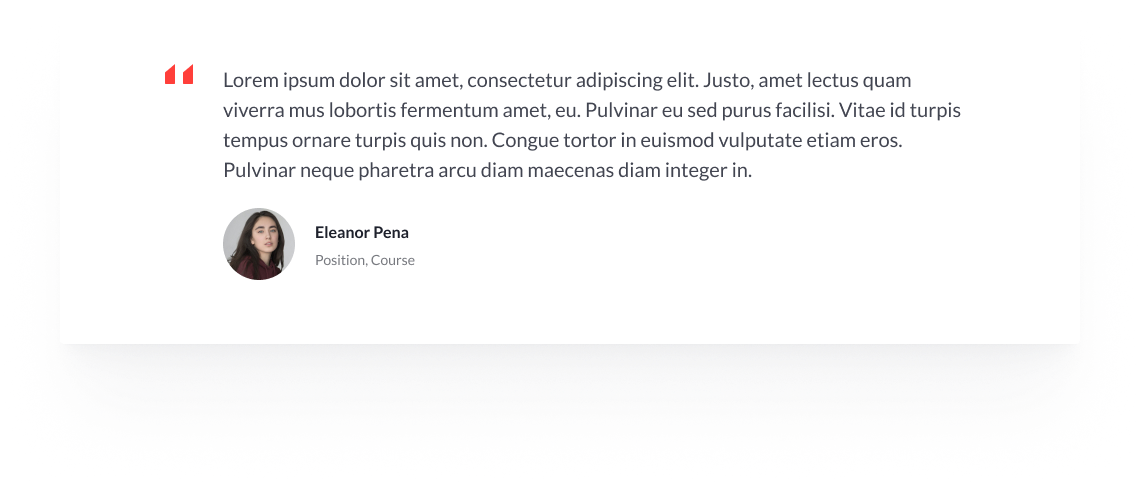 Lorem ipsum dolor sit amet, consectetur adipiscing elit. Justo, amet lectus quam
viverra mus lobortis fermentum amet, eu. Pulvinar eu sed purus facilisi. Vitae id turpis
tempus ornare turpis quis non. Congue tortor in euismod vulputate etiam eros.
Pulvinar neque pharetra arcu diam maecenas diam integer in.
Eleanor Pena
Position, Course